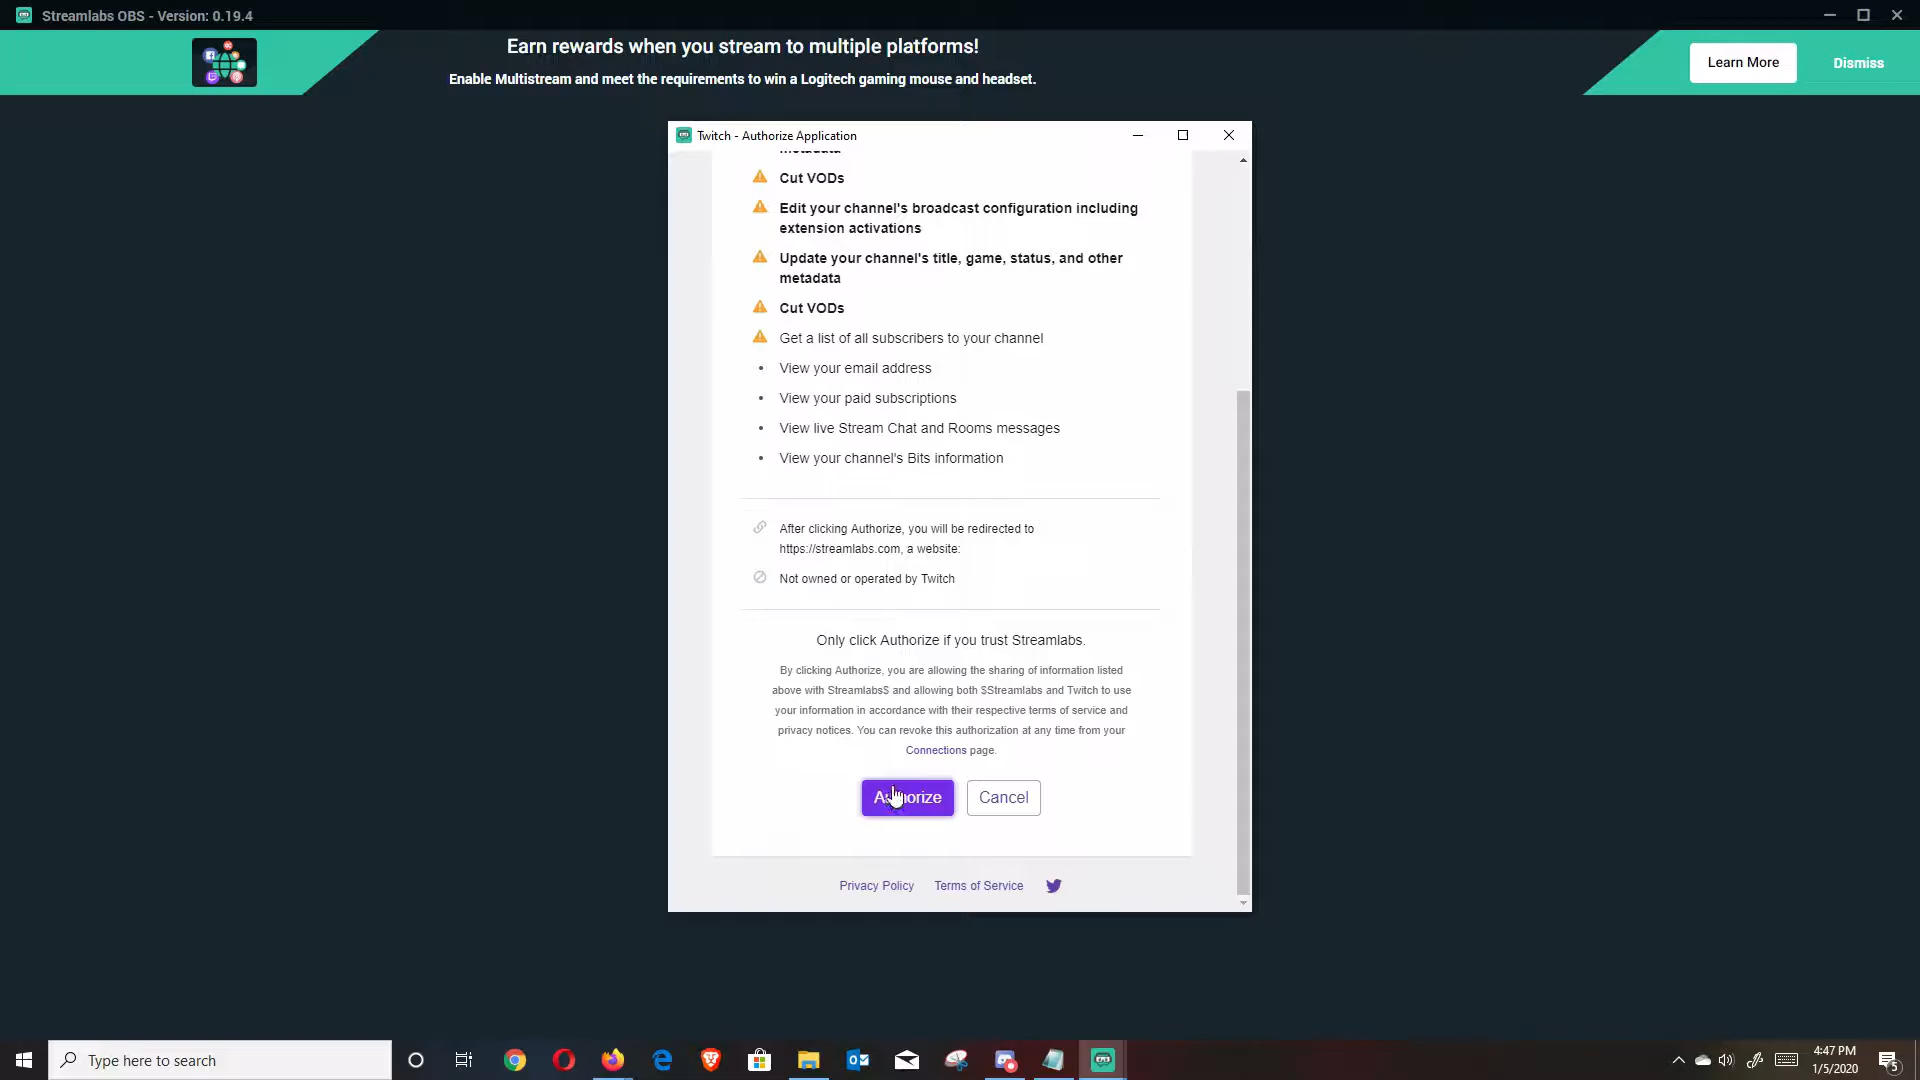 Streamlabs OBS - Version: 0.19.4
Earn rewards when you stream to multiple platforms!
Enable Multistream and meet the requirements to win a Logitech gaming mouse and headset.
Learn More
Dismiss
Twitch - Authorize Application
metadata
Cut VODs
Edit your channel's broadcast configuration including
extension activations
Update your channel's title, game, status, and other
metadata
Cut VODs
Get a list of all subscribers to your channel
• View your email address
• View your paid subscriptions
• View live Stream Chat and Rooms messages
• View your channel's Bits information
After clicking Authorize, you will be redirected to
https://streamlabs.com, a website:
Not owned or operated by Twitch
Only click Authorize if you trust Streamlabs.
By clicking Authorize, you are allowing the sharing of information listed
above with Streamlabs$ and allowing both $Streamlabs and Twitch to use
your information in accordance with their respective terms of service and
privacy notices. You can revoke this authorization at any time from your
Connections page.
Authorize
Cancel
Privacy Policy
Terms of Service
Type here to search
4:47 PM
1/5/2020
5